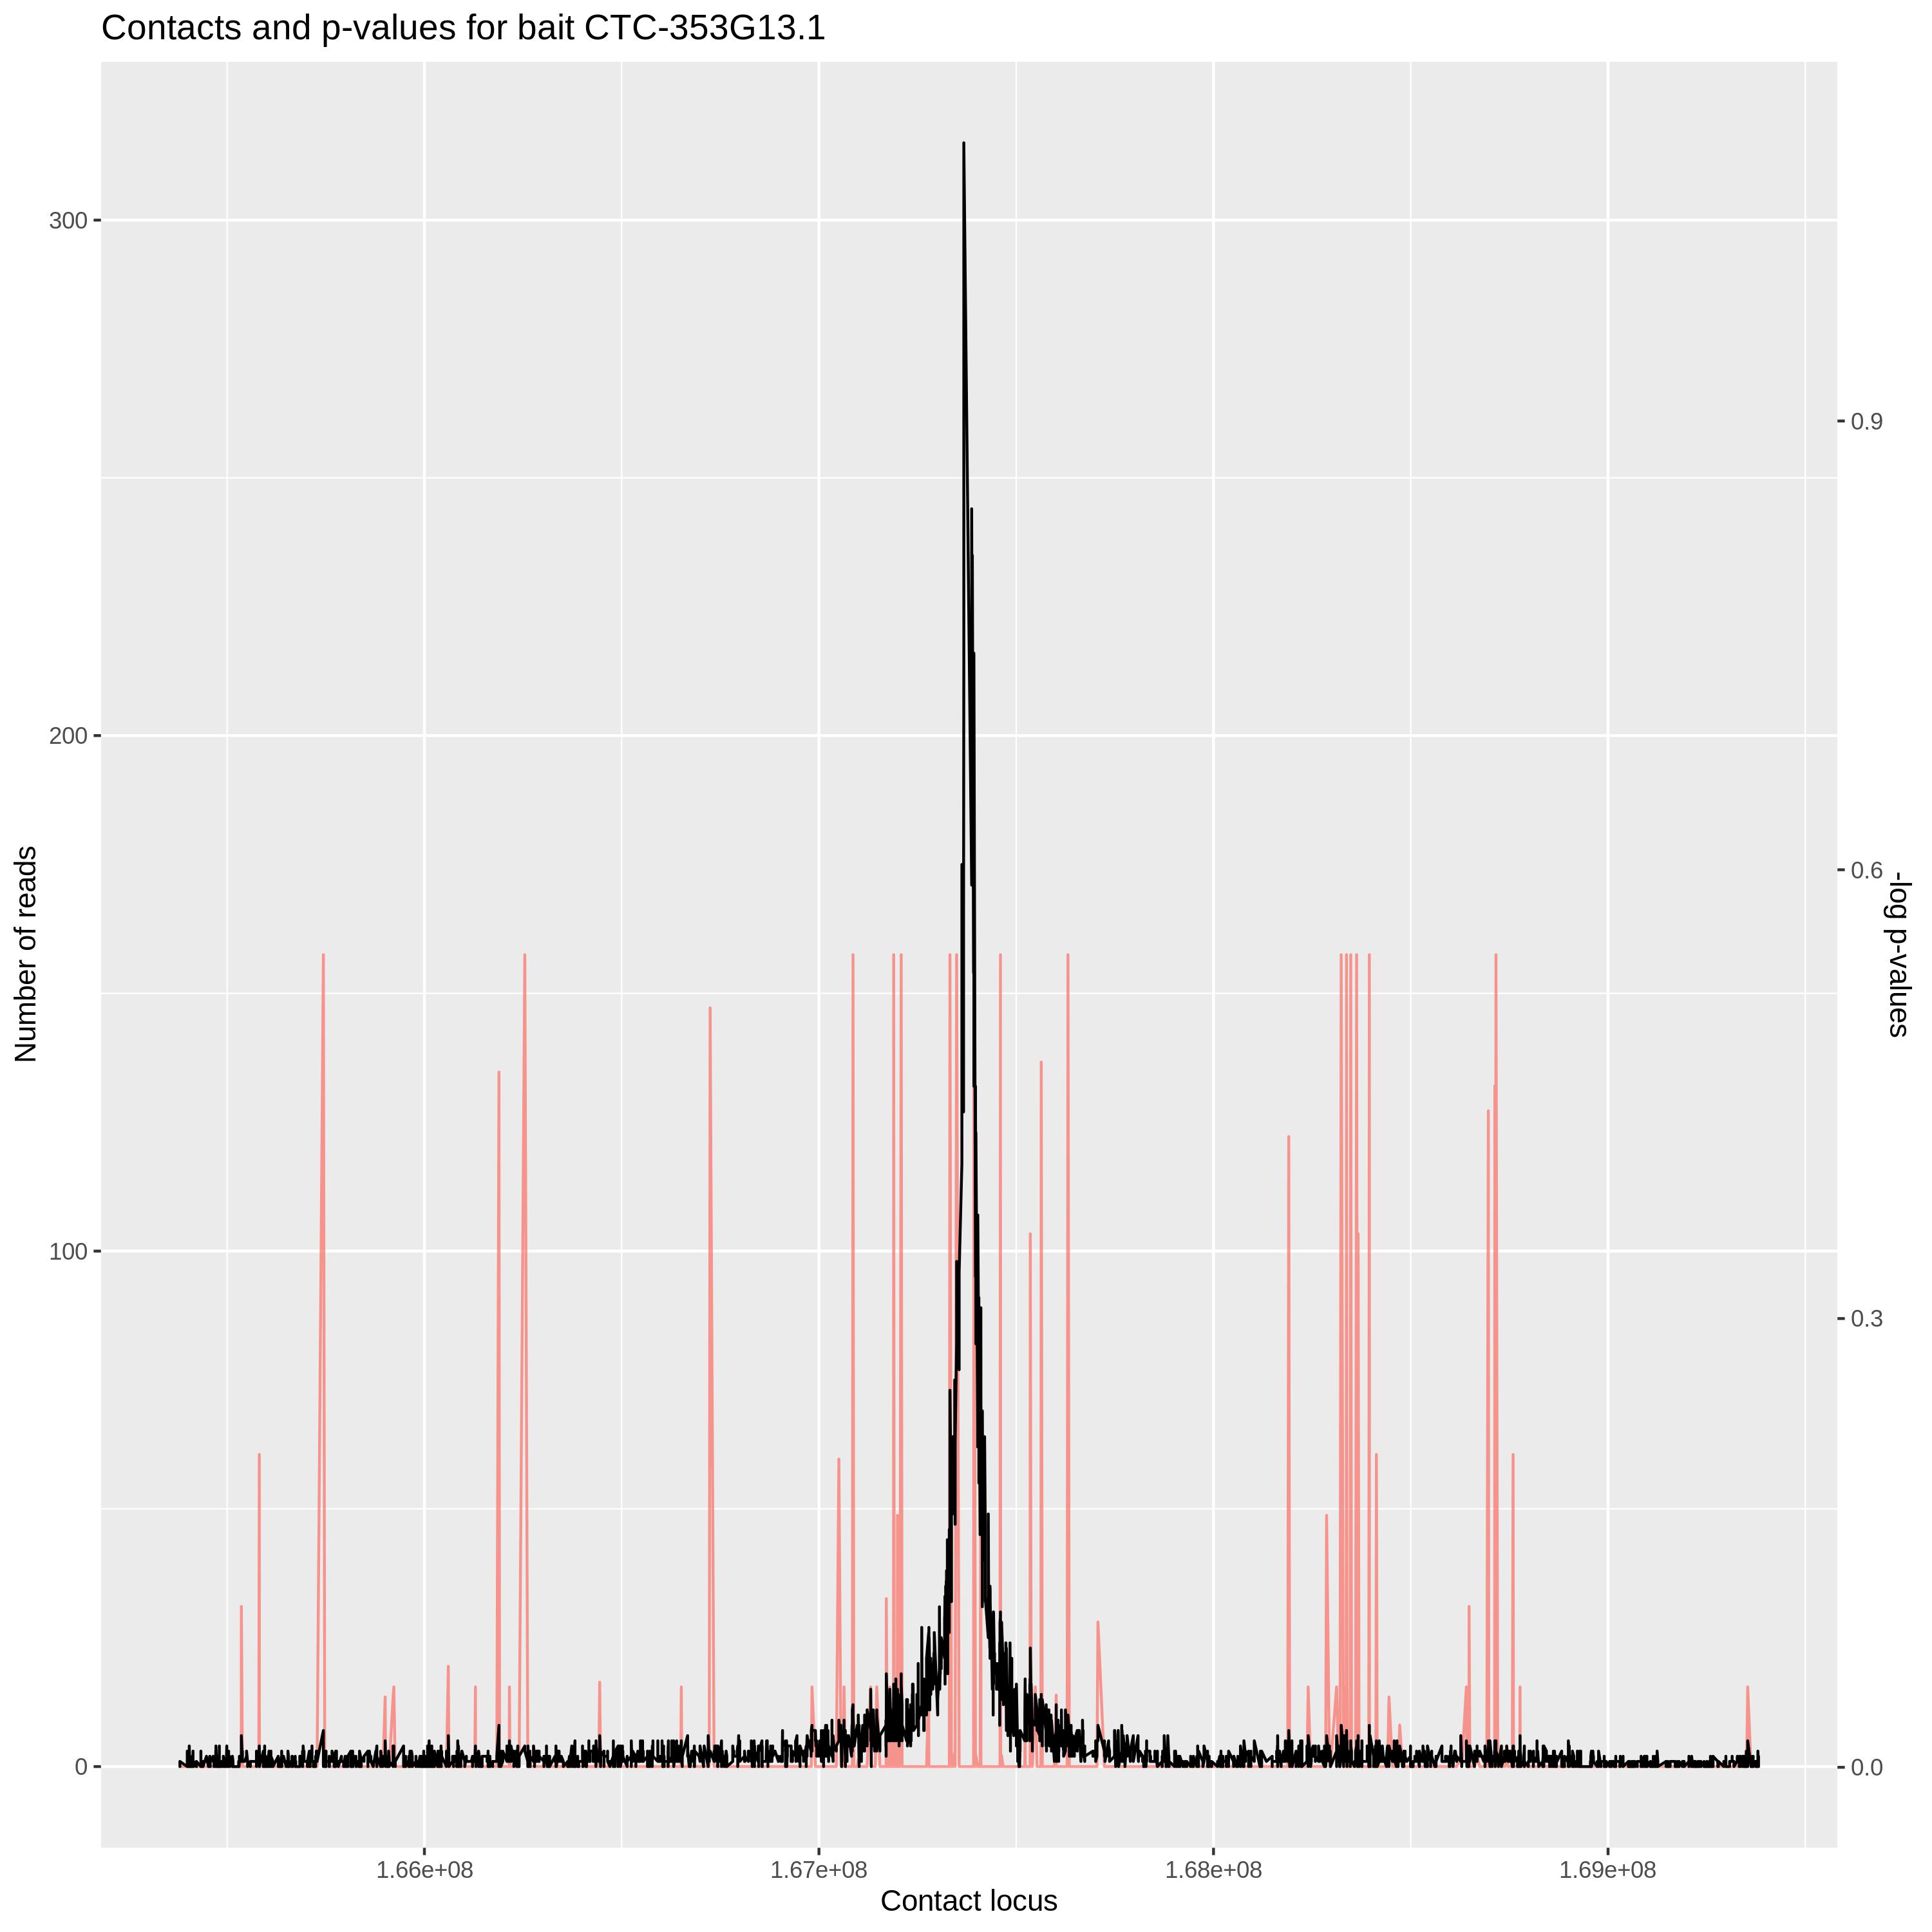 Contacts and p-values for bait CTC-353G13.1
300
200
100
0
Number of reads
0.9
0.6
0.3
0.0
-log p-values
1.66e+08
1.67e+08
1.68e+08
1.69e+08
Contact locus